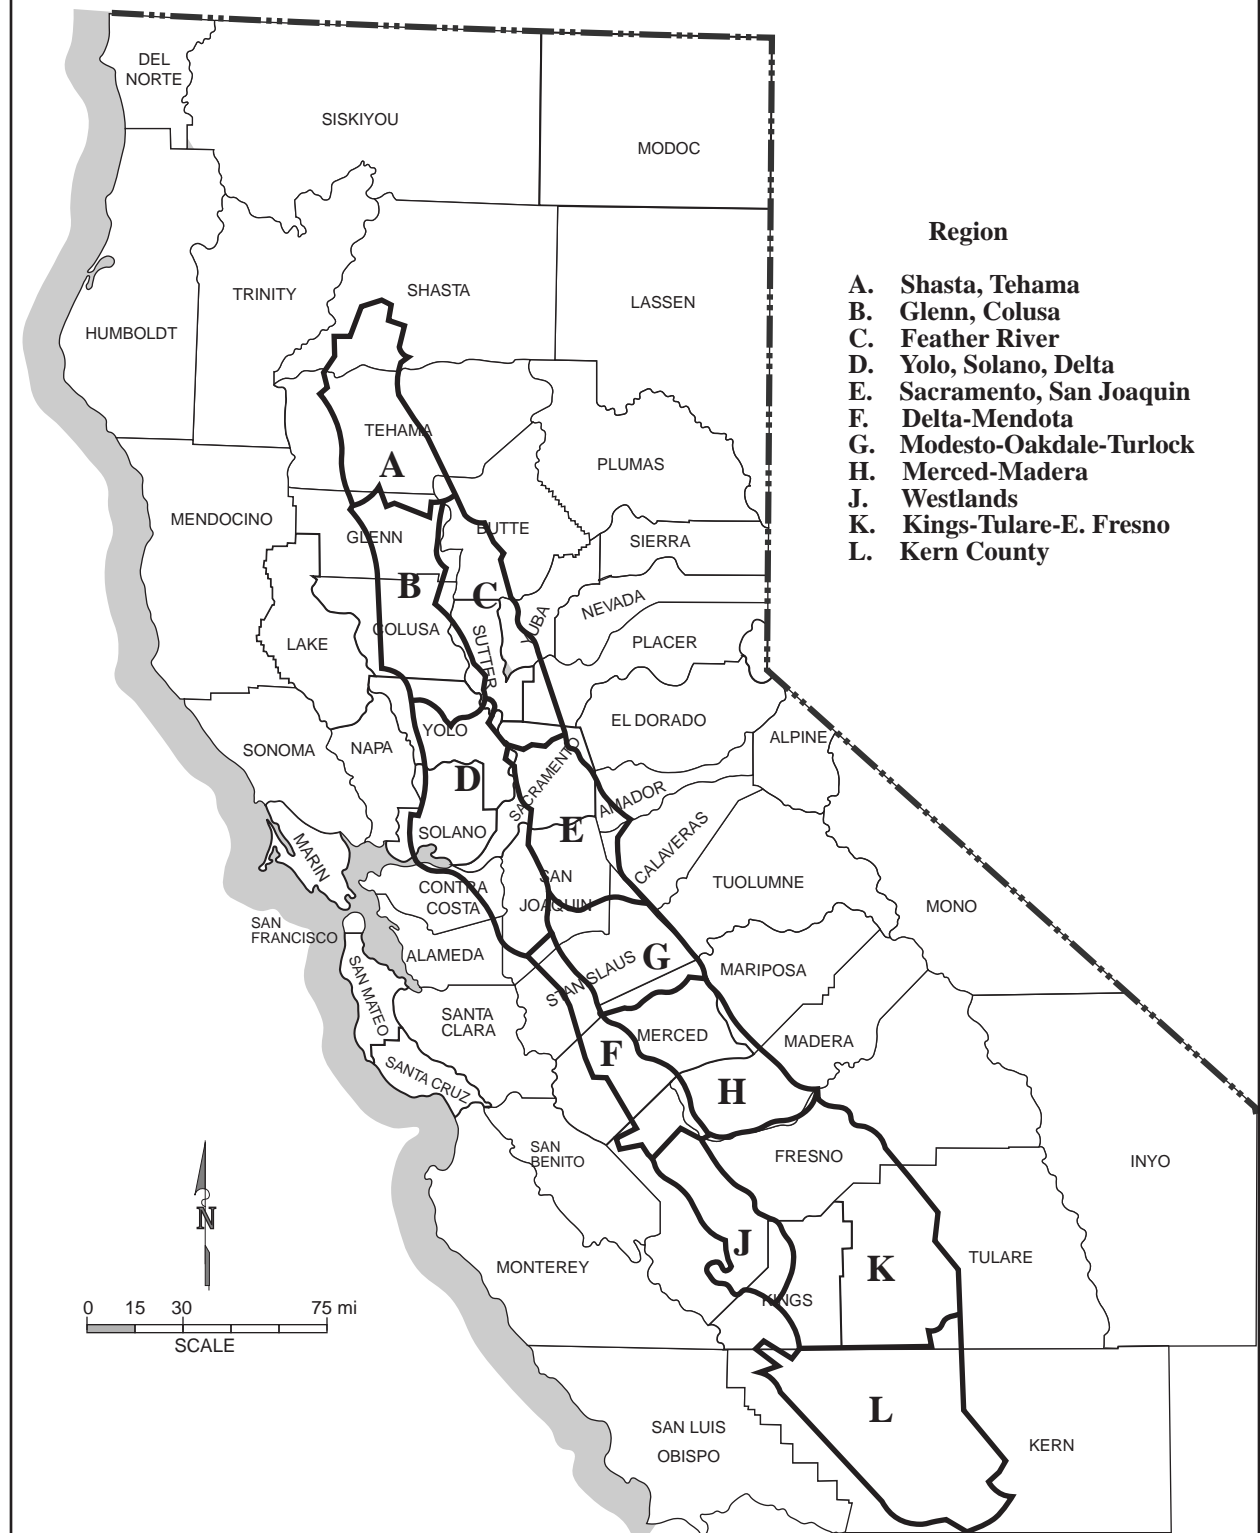 DEL
NORTE
SISKIYOU
MODOC
Region
A. Shasta, Tehama
B. Glenn, Colusa
C. Feather River
D. Yolo, Solano, Delta
E. Sacramento, San Joaquin
F. Delta-Mendota
G. Modesto-Oakdale-Turlock
H. Merced-Madera
J. Westlands
K. Kings-Tulare-E. Fresno
L. Kern County
TRINITY
SHASTA
LASSEN
HUMBOLDT
TEHAMA
A
PLUMAS
MENDOCINO
GLENN
BUTTE
SIERRA
B
C
NEVADA
YUBA
COLUSA
SUTTER
LAKE
PLACER
YOLO
EL DORADO
SONOMA
NAPA
ALPINE
D
SACRAMENTO
AMADOR
SOLANO
E
MARIN
CALAVERAS
SAN
JOAQUIN
CONTRA
COSTA
TUOLUMNE
MONO
SAN
FRANCISCO
ALAMEDA
STANISLAUS
G
MARIPOSA
SAN MATEO
SANTA
CLARA
MERCED
MADERA
F
SANTA CRUZ
H
SAN
BENITO
FRESNO
INYO
N
J
MONTEREY
K
TULARE
KINGS
0 15 30 75 mi
SCALE
L
SAN LUIS
OBISPO
KERN